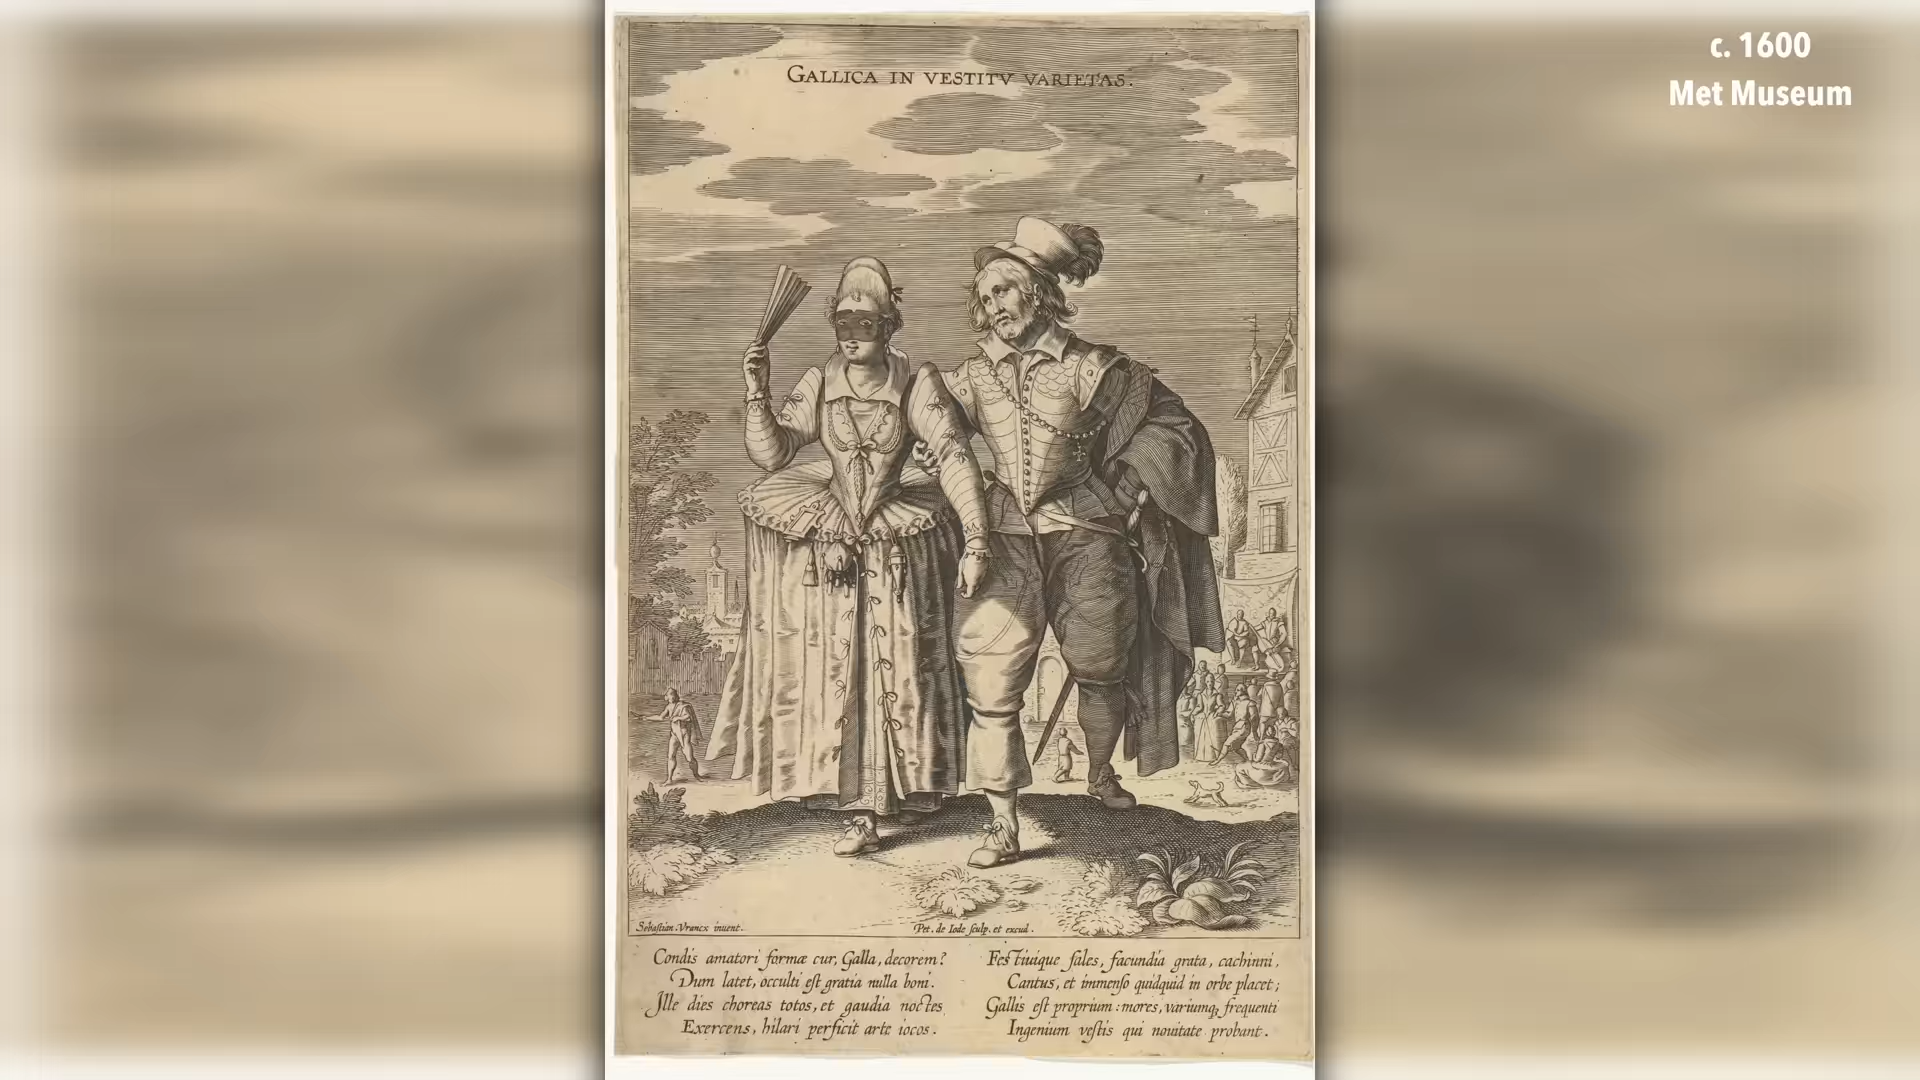 c. 1600
Met Museum
GALLICA IN VESTITV VARIETAS.
Sebaſtian. Vrancx inuent.
Pet. de Iode ſculp. et excud.
Condis amatori formæ cur, Galla, decorem?
Dum latet, occulti eſt gratia nulla boni.
Ille dies choreas totos, et gaudia noctes
Exercens, hilari perficit arte iocos.
Feſtiuique ſales, facundia grata, cachinni,
Cantus, et immenſo quidquid in orbe placet;
Gallis eſt proprium: mores, variumq, frequenti
Ingenium veſtis qui nouitate probant.